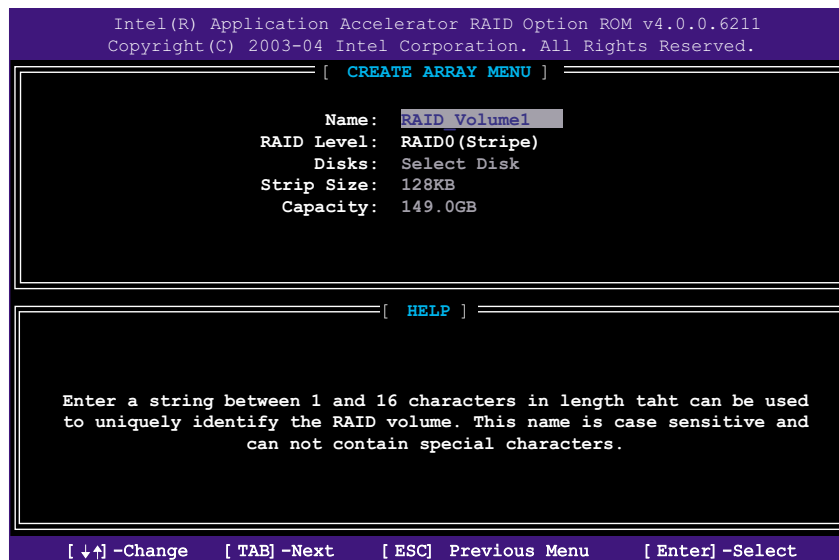 Intel(R) Application Accelerator RAID Option ROM v4.0.0.6211
Copyright(C) 2003-04 Intel Corporation. All Rights Reserved.
[ CREATE ARRAY MENU ]
Name: RAID_Volume1
RAID Level: RAID0(Stripe)
Disks: Select Disk
Strip Size: 128KB
Capacity: 149.0GB
[ HELP ]
Enter a string between 1 and 16 characters in length taht can be used
to uniquely identify the RAID volume. This name is case sensitive and
can not contain special characters.
[↓↑]-Change [TAB]-Next [ESC] Previous Menu [Enter]-Select